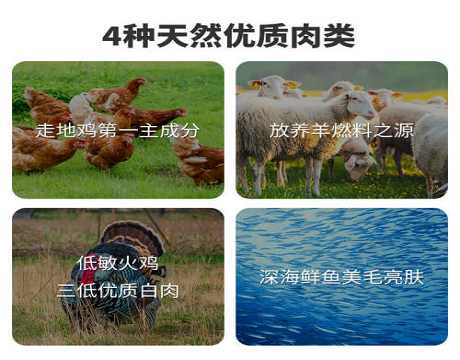 4种天然优质肉类
走地鸡第一主成分
放养羊燃料之源
低敏火鸡
三低优质白肉
深海鲜鱼美毛亮肤